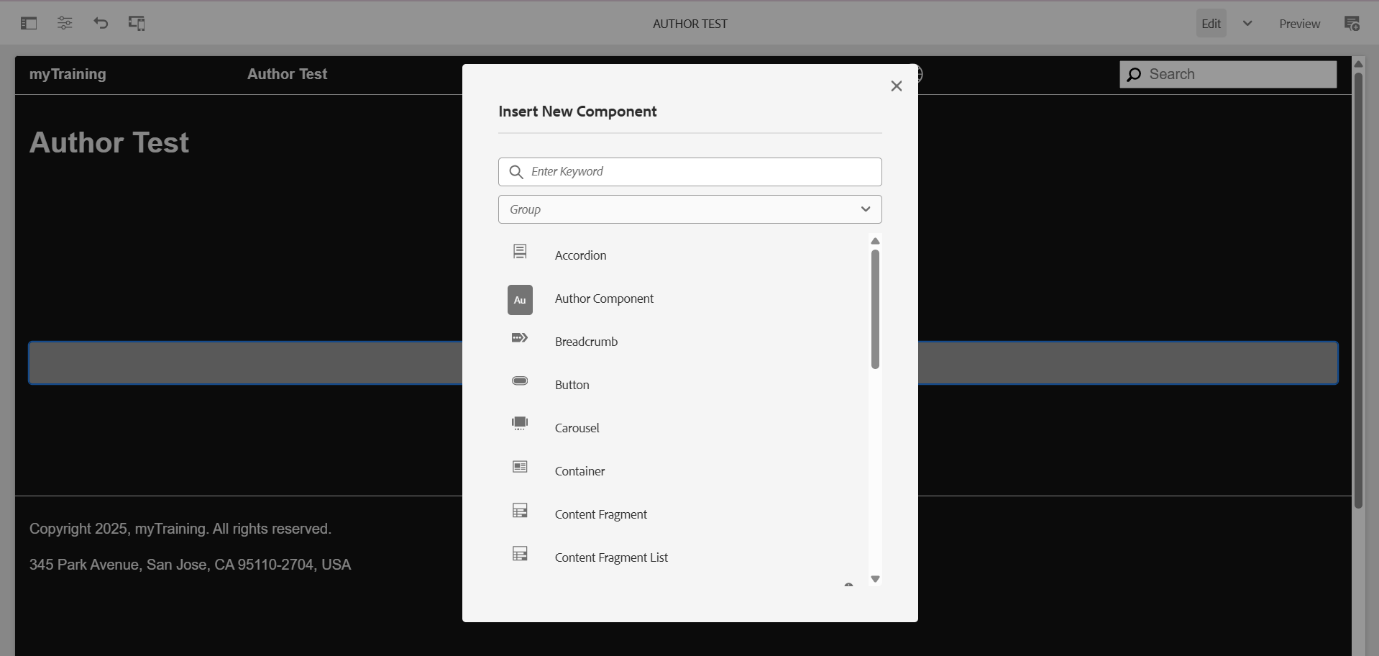 AUTHOR TEST
Edit
Preview
myTraining
Author Test
Search
Author Test
Insert New Component
Enter Keyword
Group
Accordion
Au
Author Component
Breadcrumb
Button
Carousel
Container
Content Fragment
Content Fragment List
Copyright 2025, myTraining. All rights reserved.
345 Park Avenue, San Jose, CA 95110-2704, USA